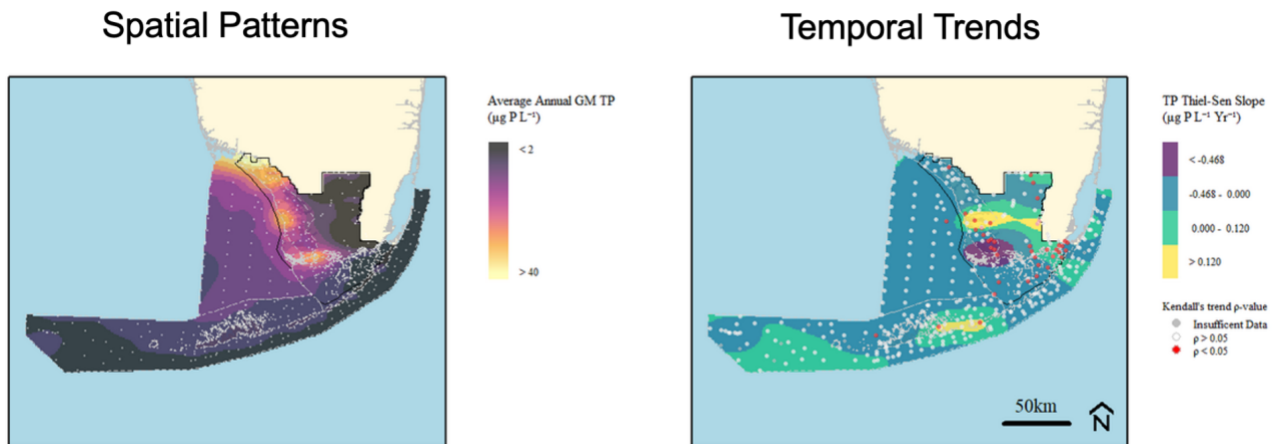 Spatial Patterns
Temporal Trends
Average Annual GM TP
(µg P L⁻¹)
< 2
> 40
TP Thiel-Sen Slope
(µg P L⁻¹ Yr⁻¹)
< -0.468
-0.468 - 0.000
0.000 - 0.120
> 0.120
Kendall's trend ρ-value
Insufficent Data
ρ > 0.05
ρ < 0.05
50km
N